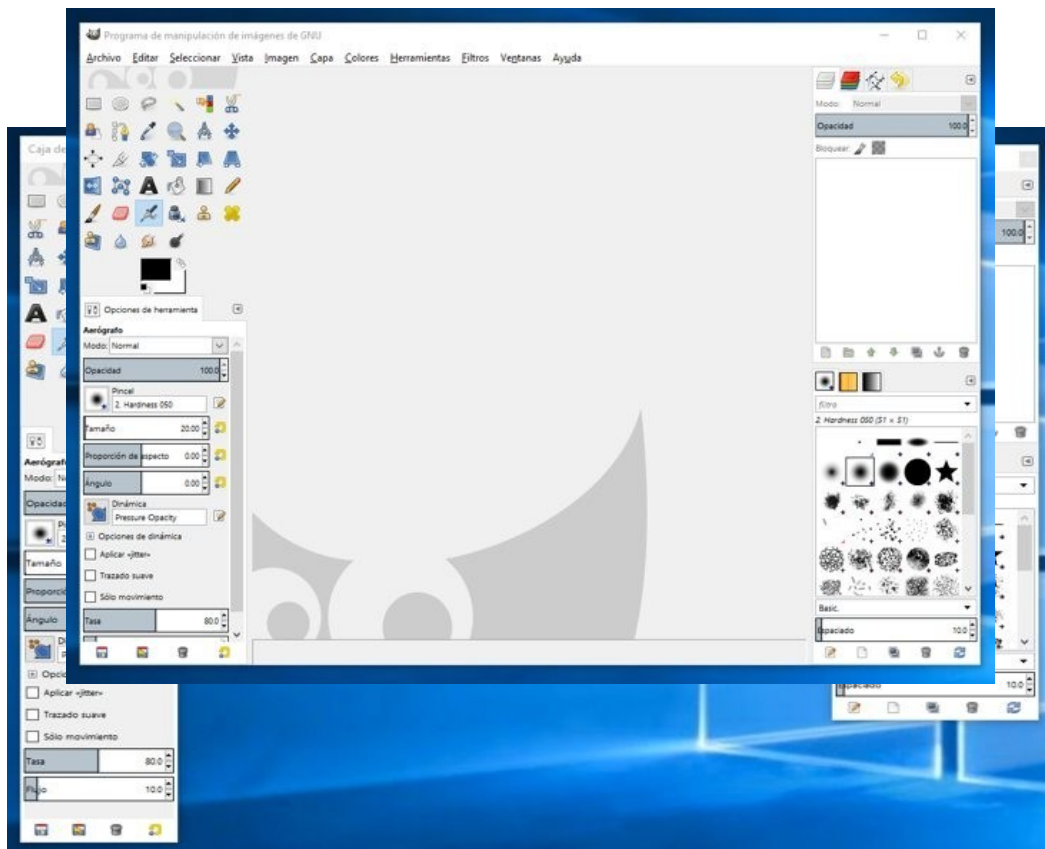 Programa de manipulación de imágenes de GNU
Archivo Editar Seleccionar Vista Imagen Capa Colores Herramientas Filtros Ventanas Ayuda
Opciones de herramienta
Aerógrafo
Modo: Normal
Opacidad 100.0
Pincel
2. Hardness 050
Tamaño 20.00
Proporción de aspecto 0.00
Ángulo 0.00
Dinámica
Pressure Opacity
Opciones de dinámica
Aplicar «jitter»
Trazado suave
Sólo movimiento
Tasa 80.0
Modo: Normal
Opacidad 100.0
Bloquear:
filtro
2. Hardness 050 (51 × 51)
Basic.
Espaciado 10.0
Caja de
Aerógraf
Modo: N
Opacidad
Tamaño
Proporci
Ángulo
Opcio
Aplicar «jitter»
Trazado suave
Sólo movimiento
Tasa 80.0
Flujo 10.0
100.0
Espaciado 10.0